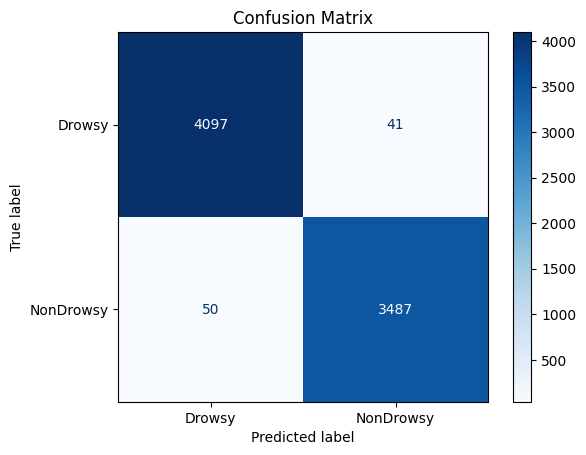 Confusion Matrix
True label
Drowsy
4097 41
NonDrowsy
50 3487
Drowsy NonDrowsy
Predicted label
4000
3500
3000
2500
2000
1500
1000
500